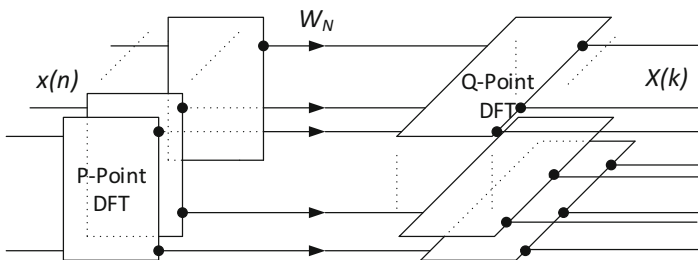 W_N
x(n)
Q-Point
DFT
X(k)
P-Point
DFT